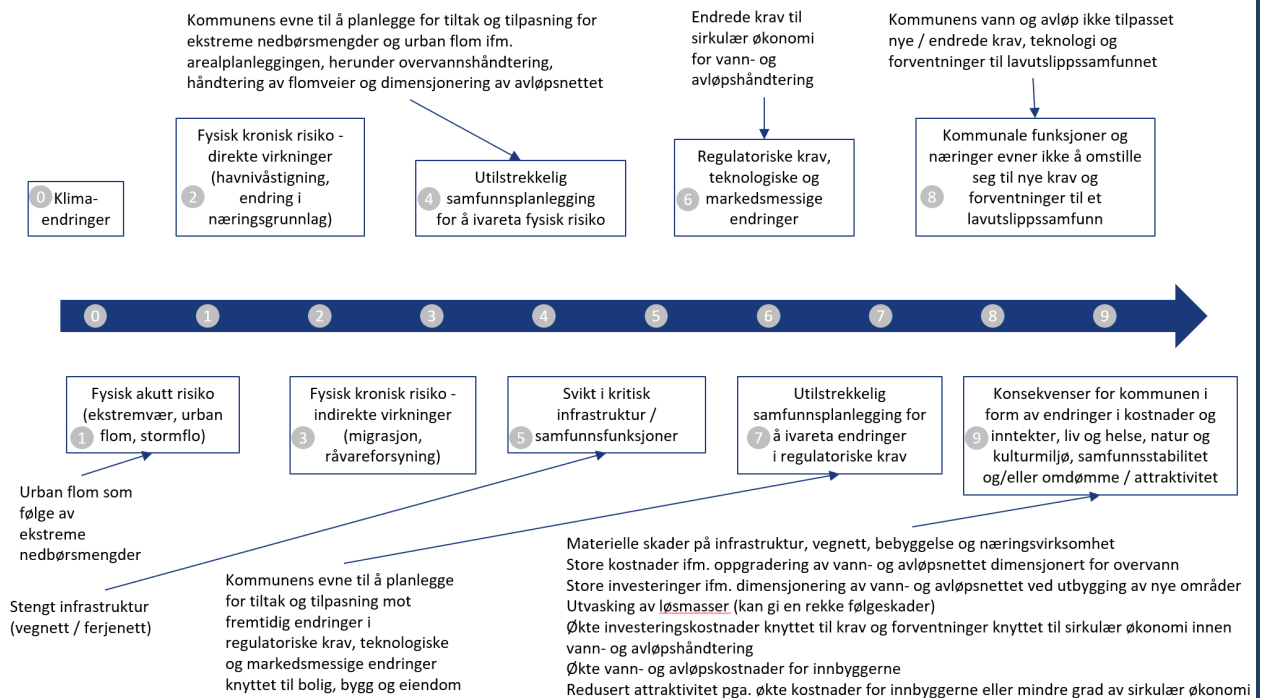 Kommunens evne til å planlegge for tiltak og tilpasning for
ekstreme nedbørsmengder og urban flom ifm.
arealplanleggingen, herunder overvannshåndtering,
håndtering av flomveier og dimensjonering av avløpsnettet
Endrede krav til
sirkulær økonomi
for vann- og
avløpshåndtering
Kommunens vann og avløp ikke tilpasset
nye / endrede krav, teknologi og
forventninger til lavutslippssamfunnet
0 Klima-
endringer
Fysisk kronisk risiko -
direkte virkninger
(havnivåstigning,
2 endring i
næringsgrunnlag)
Utilstrekkelig
4 samfunnsplanlegging
for å ivareta fysisk risiko
Regulatoriske krav,
teknologiske og
6 markedsmessige
endringer
Kommunale funksjoner og
næringer evner ikke å omstille
8 seg til nye krav og
forventninger til et
lavutslippssamfunn
0 1 2 3 4 5 6 7 8 9
Fysisk akutt risiko
(ekstremvær, urban
1 flom, stormflo)
Fysisk kronisk risiko -
indirekte virkninger
3 (migrasjon,
råvareforsyning)
Svikt i kritisk
infrastruktur /
5 samfunnsfunksjoner
Utilstrekkelig
samfunnsplanlegging for
7 å ivareta endringer
i regulatoriske krav
Konsekvenser for kommunen i
form av endringer i kostnader og
9 inntekter, liv og helse, natur og
kulturmiljø, samfunnsstabilitet
og/eller omdømme / attraktivitet
Urban flom som
følge av
ekstreme
nedbørsmengder
Stengt infrastruktur
(vegnett / ferjenett)
Kommunens evne til å planlegge
for tiltak og tilpasning mot
fremtidig endringer i
regulatoriske krav, teknologiske
og markedsmessige endringer
knyttet til bolig, bygg og eiendom
Materielle skader på infrastruktur, vegnett, bebyggelse og næringsvirksomhet
Store kostnader ifm. oppgradering av vann- og avløpsnettet dimensjonert for overvann
Store investeringer ifm. dimensjonering av vann- og avløpsnettet ved utbygging av nye områder
Utvasking av løsmasser (kan gi en rekke følgeskader)
Økte investeringskostnader knyttet til krav og forventninger knyttet til sirkulær økonomi innen
vann- og avløpshåndtering
Økte vann- og avløpskostnader for innbyggerne
Redusert attraktivitet pga. økte kostnader for innbyggerne eller mindre grad av sirkulær økonomi